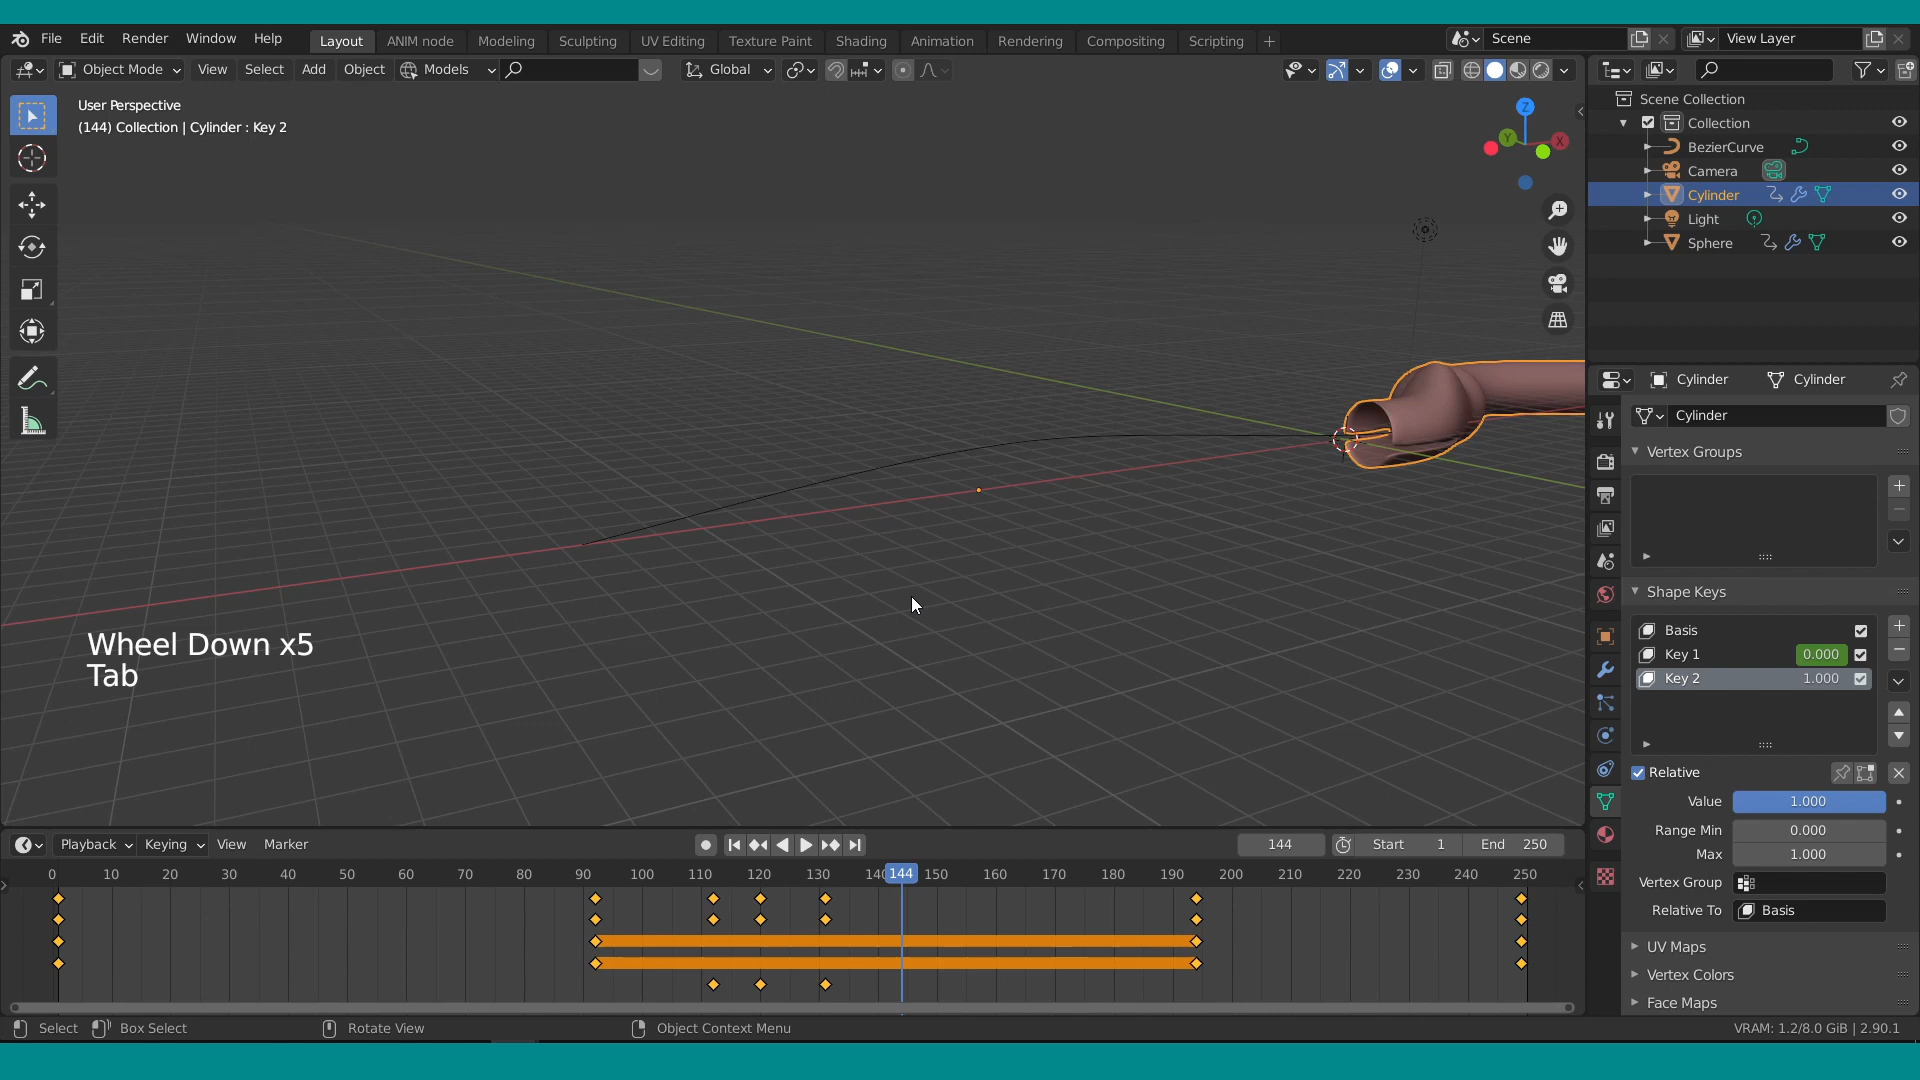 File Edit Render Window Help Layout ANIM node Modeling Sculpting UV Editing Texture Paint Shading Animation Rendering Compositing Scripting + Scene View Layer
Object Mode View Select Add Object Models Global
User Perspective
(144) Collection | Cylinder : Key 2
Z
Y
X
Scene Collection
Collection
BezierCurve
Camera
Cylinder
Light
Sphere
Cylinder Cylinder
Cylinder
Vertex Groups
Shape Keys
Basis
Key 1 0.000
Key 2 1.000
Relative
Value 1.000
Range Min 0.000
Max 1.000
Vertex Group
Relative To Basis
UV Maps
Vertex Colors
Face Maps
Wheel Down x5
Tab
Playback Keying View Marker 144 Start 1 End 250
0 10 20 30 40 50 60 70 80 90 100 110 120 130 140 144 150 160 170 180 190 200 210 220 230 240 250
Select Box Select Rotate View Object Context Menu VRAM: 1.2/8.0 GiB | 2.90.1